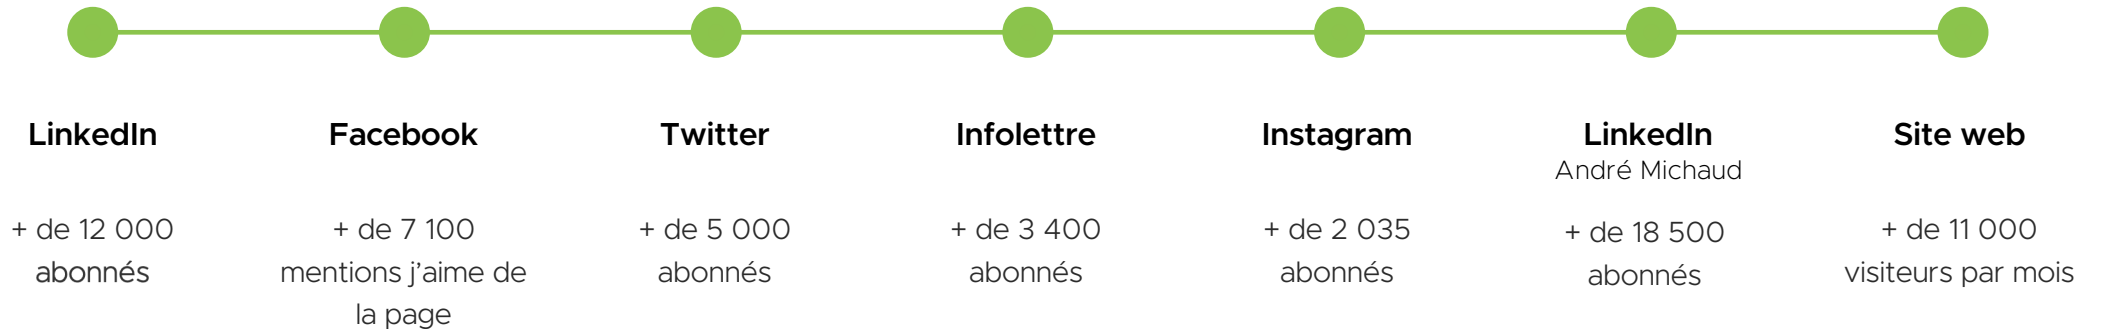 LinkedIn
+ de 12 000
abonnés
Facebook
+ de 7 100
mentions j’aime de
la page
Twitter
+ de 5 000
abonnés
Infolettre
+ de 3 400
abonnés
Instagram
+ de 2 035
abonnés
LinkedIn
André Michaud
+ de 18 500
abonnés
Site web
+ de 11 000
visiteurs par mois